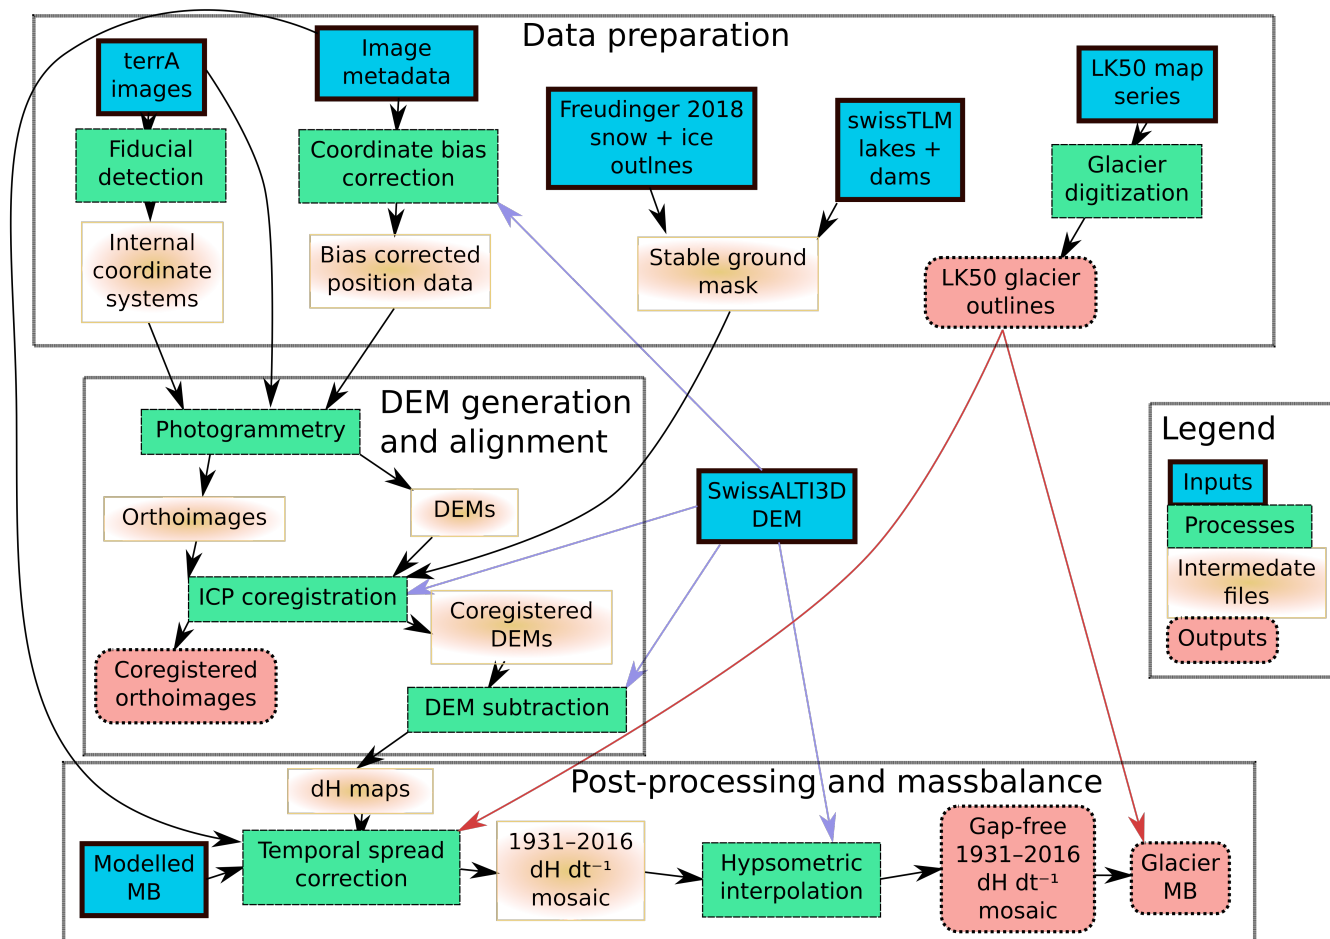 Data preparation
terrA
images
Image
metadata
Freudinger 2018
snow + ice
outlnes
swissTLM
lakes +
dams
LK50 map
series
Fiducial
detection
Coordinate bias
correction
Glacier
digitization
Internal
coordinate
systems
Bias corrected
position data
Stable ground
mask
LK50 glacier
outlines
DEM generation
and alignment
Photogrammetry
Orthoimages
DEMs
SwissALTI3D
DEM
ICP coregistration
Coregistered
DEMs
Coregistered
orthoimages
DEM subtraction
Legend
Inputs
Processes
Intermedate
files
Outputs
Post-processing and massbalance
dH maps
Modelled
MB
Temporal spread
correction
1931–2016
dH dt⁻¹
mosaic
Hypsometric
interpolation
Gap-free
1931–2016
dH dt⁻¹
mosaic
Glacier
MB